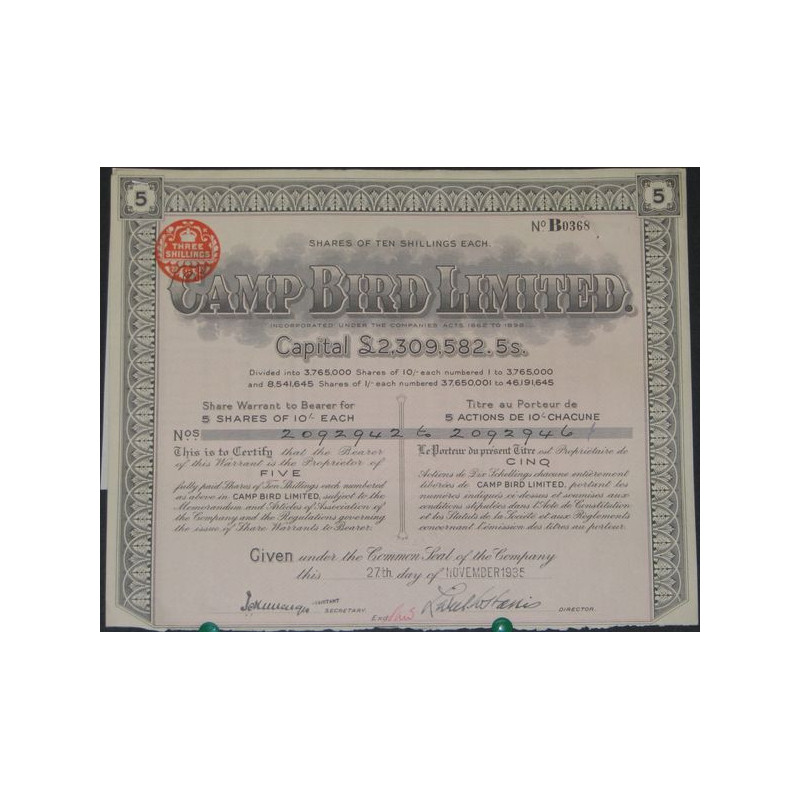 5
5
No B0368
SHARES OF TEN SHILLINGS EACH.
THREE
SHILLINGS
CAMP BIRD LIMITED.
INCORPORATED UNDER THE COMPANIES ACTS 1862 TO 1898.
Capital £2,309,582.5s.
Divided into 3,765,000 Shares of 10/- each numbered 1 to 3,765,000
and 8,541,645 Shares of 1/- each numbered 37,650,001 to 46,191,645
Share Warrant to Bearer for
5 SHARES OF 10/- EACH
Titre au Porteur de
5 ACTIONS DE 10/- CHACUNE
Nos 2092942 to 2092946
This is to Certify that the Bearer
of this Warrant is the Proprietor of
FIVE
fully paid Shares of Ten Shillings each numbered
as above in CAMP BIRD LIMITED, subject to the
Memorandum and Articles of Association of
the Company and the Regulations governing
the issue of Share Warrants to Bearer.
Le Porteur du présent Titre est Propriétaire de
CINQ
Actions de Dix Schellings chacune entièrement
libérées de CAMP BIRD LIMITED, portant les
numéros indiqués ci-dessus et soumises aux
conditions stipulées dans l'Acte de Constitution
et les Statuts de la Société et aux Règlements
concernant l'émission des titres au porteur.
Given under the Common Seal of the Company
this 27th day of NOVEMBER 1935
SECRETARY.
DIRECTOR.
Exd